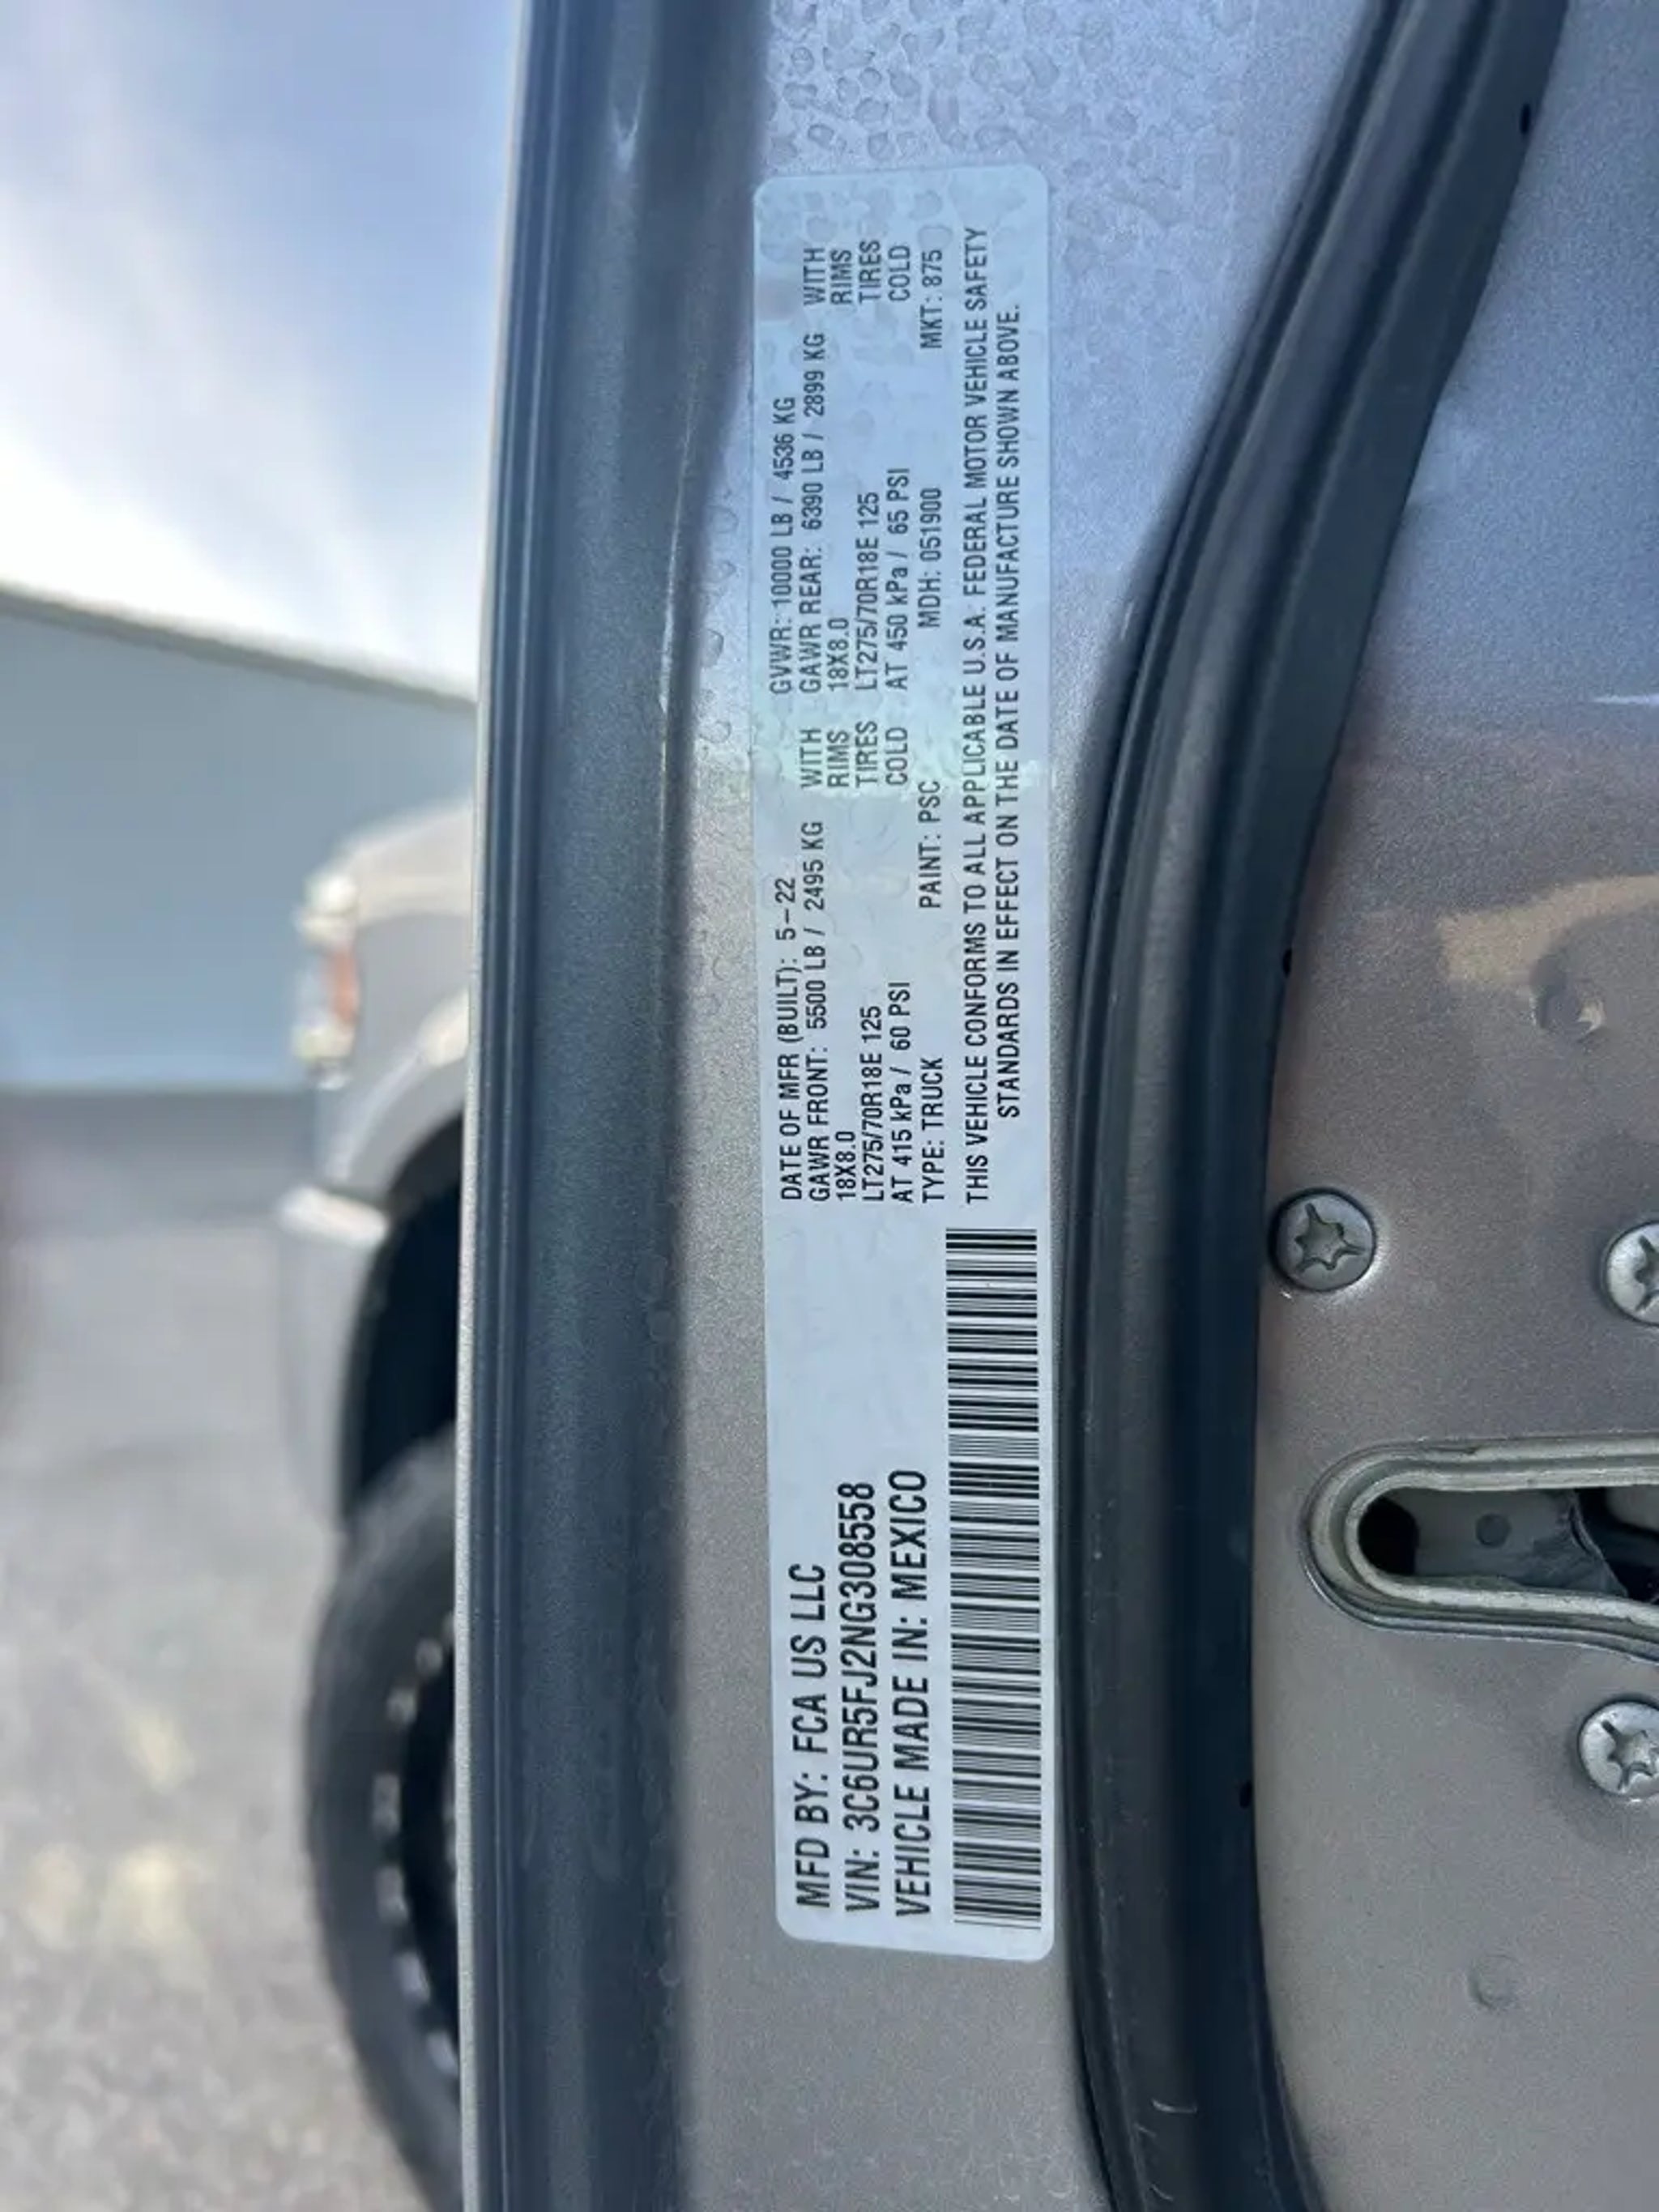 MFD BY: FCA US LLC
VIN: 3C6UR5FJ2NG308558
VEHICLE MADE IN: MEXICO
DATE OF MFR (BUILT): 5-22 GVWR: 10000 LB / 4536 KG
GAWR FRONT: 5500 LB / 2495 KG WITH GAWR REAR: 6390 LB / 2899 KG WITH
18X8.0 RIMS 18X8.0 RIMS
LT275/70R18E 125 TIRES LT275/70R18E 125 TIRES
AT 415 kPa / 60 PSI COLD AT 450 kPa / 65 PSI COLD
TYPE: TRUCK PAINT: PSC MDH: 051900 MKT: 875
THIS VEHICLE CONFORMS TO ALL APPLICABLE U.S.A. FEDERAL MOTOR VEHICLE SAFETY
STANDARDS IN EFFECT ON THE DATE OF MANUFACTURE SHOWN ABOVE.